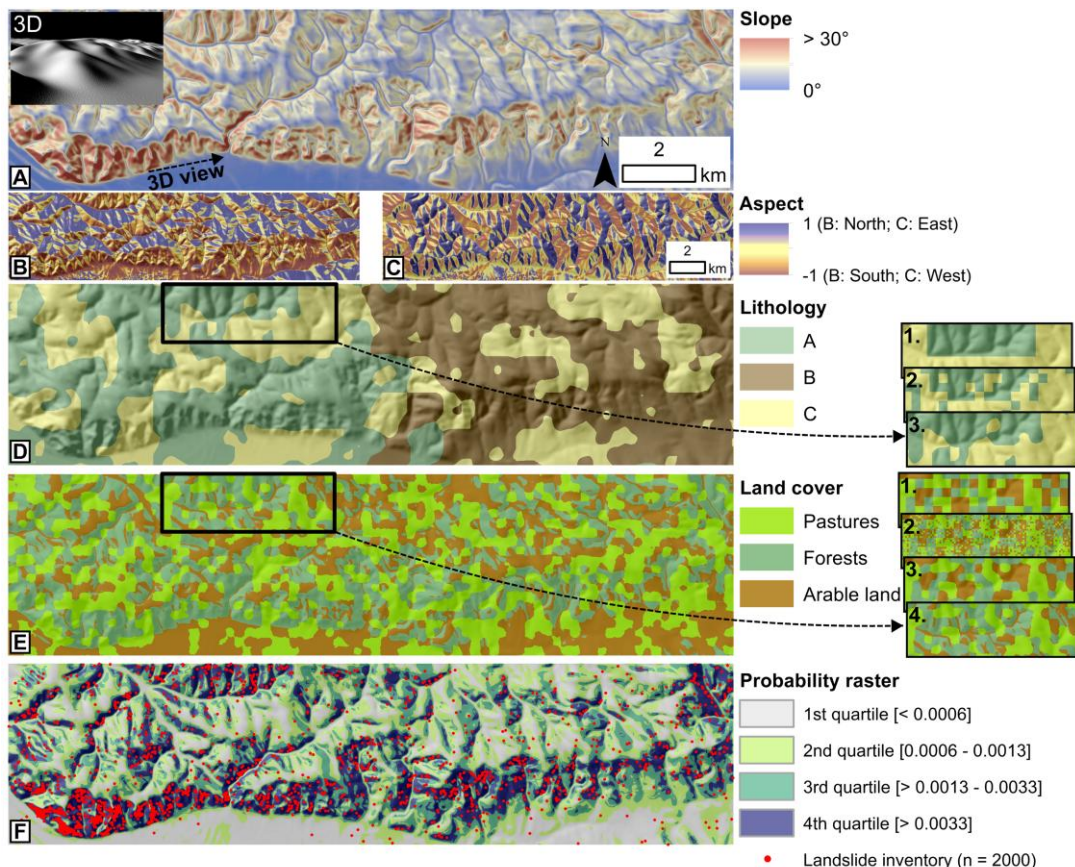 3D
Slope
> 30°
0°
3D view
N
2
km
A
Aspect
1 (B: North; C: East)
-1 (B: South; C: West)
B
C
2
km
Lithology
A
B
C
D
1.
2.
3.
Land cover
Pastures
Forests
Arable land
E
1.
2.
3.
4.
Probability raster
1st quartile [< 0.0006]
2nd quartile [0.0006 - 0.0013]
3rd quartile [> 0.0013 - 0.0033]
4th quartile [> 0.0033]
Landslide inventory (n = 2000)
F